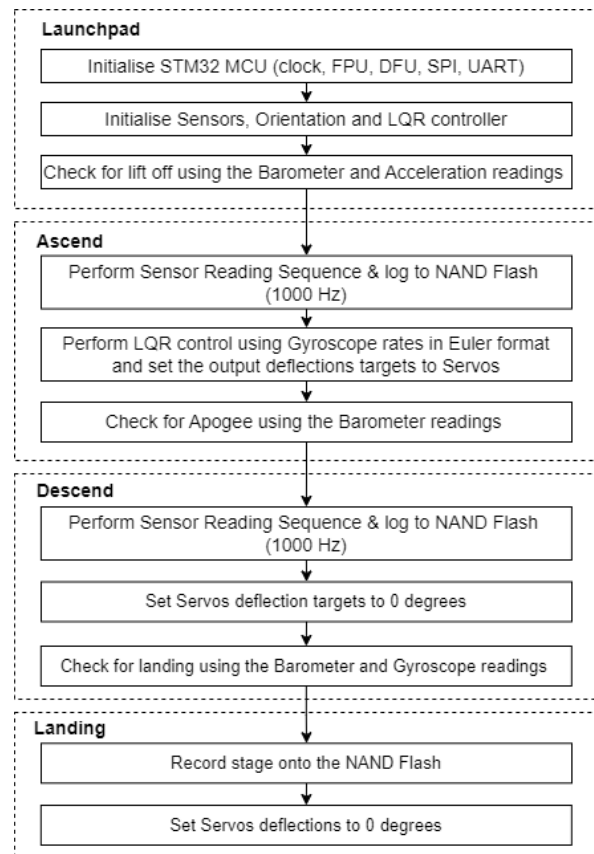 Launchpad
Initialise STM32 MCU (clock, FPU, DFU, SPI, UART)
Initialise Sensors, Orientation and LQR controller
Check for lift off using the Barometer and Acceleration readings
Ascend
Perform Sensor Reading Sequence & log to NAND Flash
(1000 Hz)
Perform LQR control using Gyroscope rates in Euler format
and set the output deflections targets to Servos
Check for Apogee using the Barometer readings
Descend
Perform Sensor Reading Sequence & log to NAND Flash
(1000 Hz)
Set Servos deflection targets to 0 degrees
Check for landing using the Barometer and Gyroscope readings
Landing
Record stage onto the NAND Flash
Set Servos deflections to 0 degrees